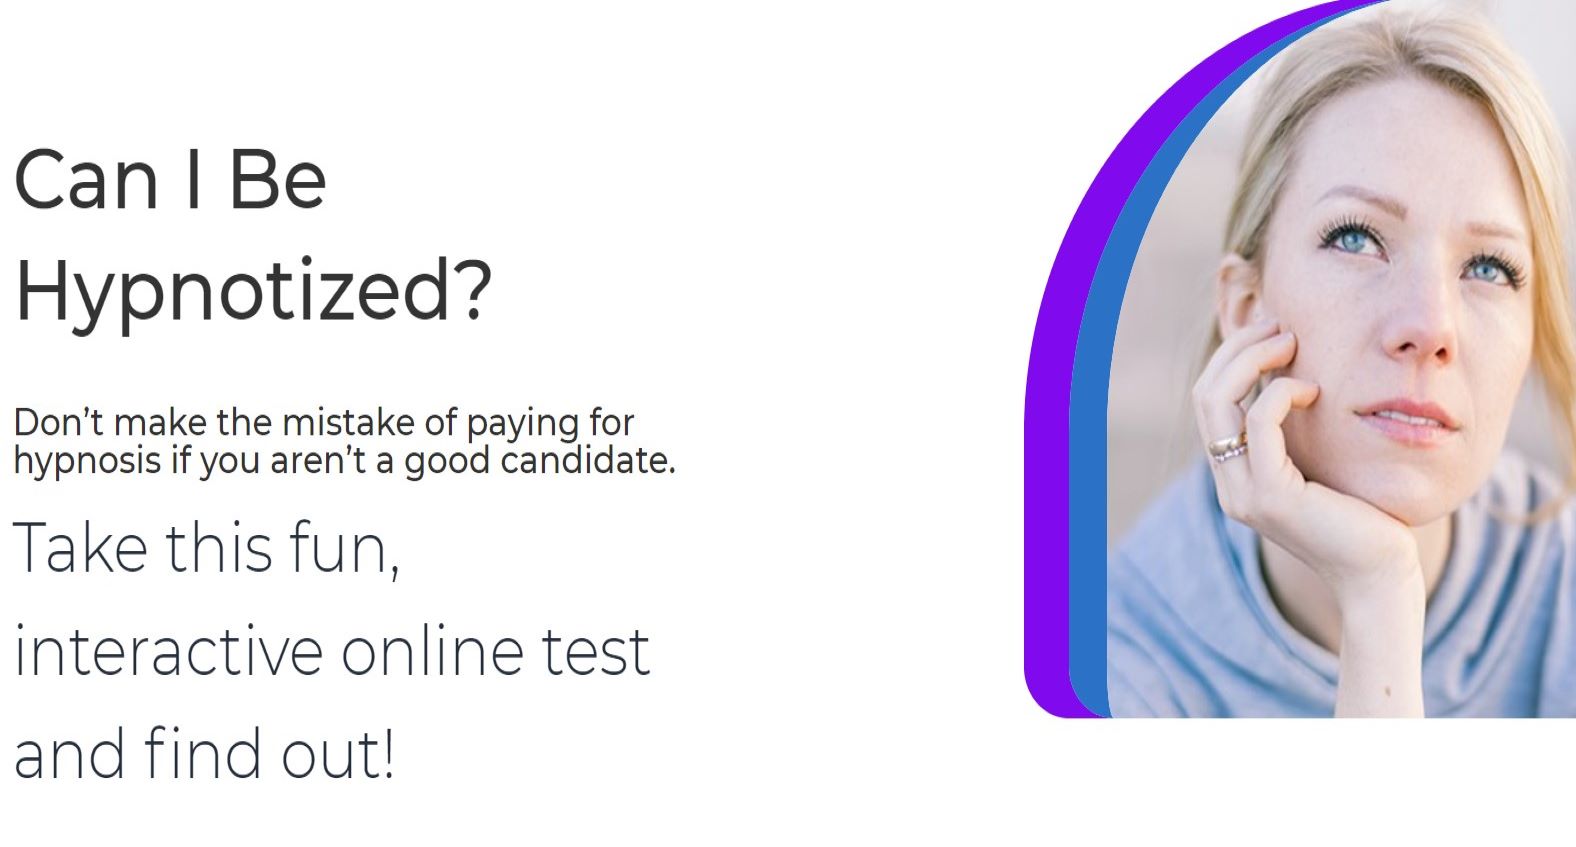 Can I Be
Hypnotized?
Don’t make the mistake of paying for
hypnosis if you aren’t a good candidate.
Take this fun,
interactive online test
and find out!